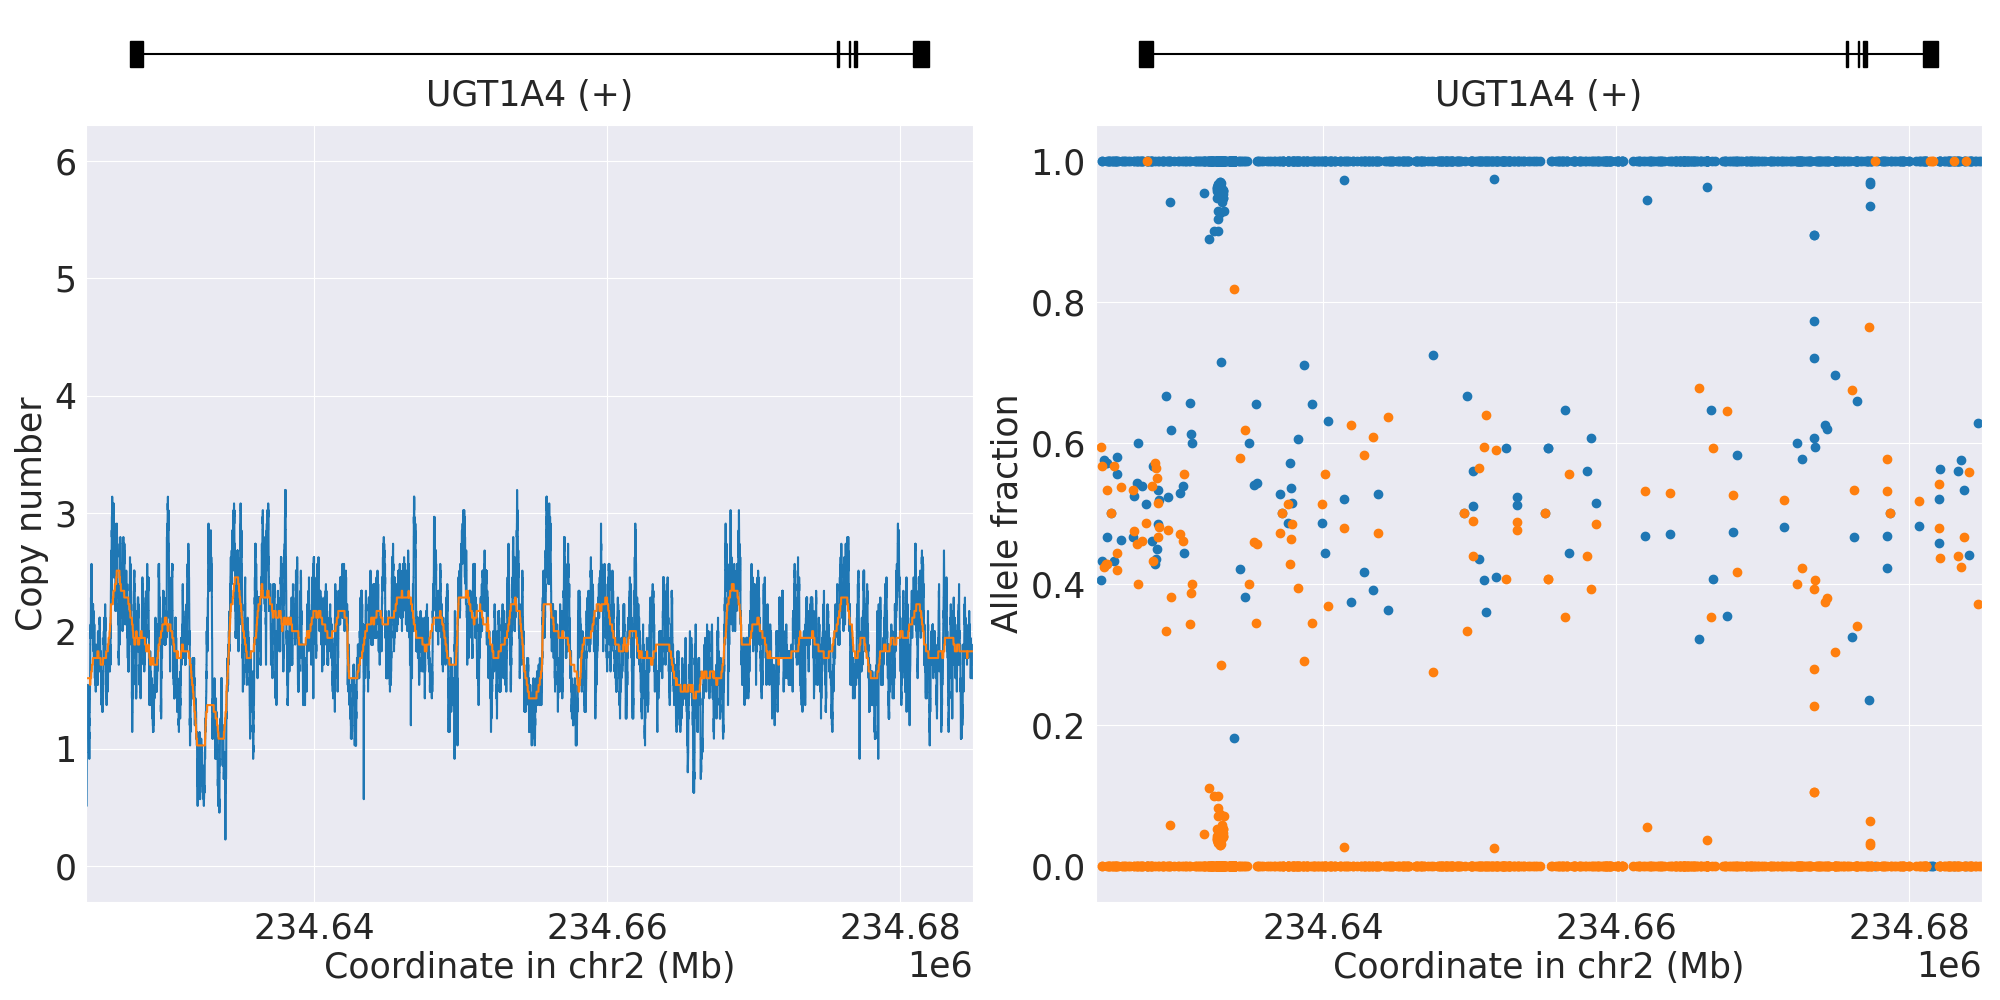 UGT1A4 (+)
Copy number
6
5
4
3
2
1
0
234.64
234.66
234.68
1e6
Coordinate in chr2 (Mb)
UGT1A4 (+)
Allele fraction
1.0
0.8
0.6
0.4
0.2
0.0
234.64
234.66
234.68
1e6
Coordinate in chr2 (Mb)